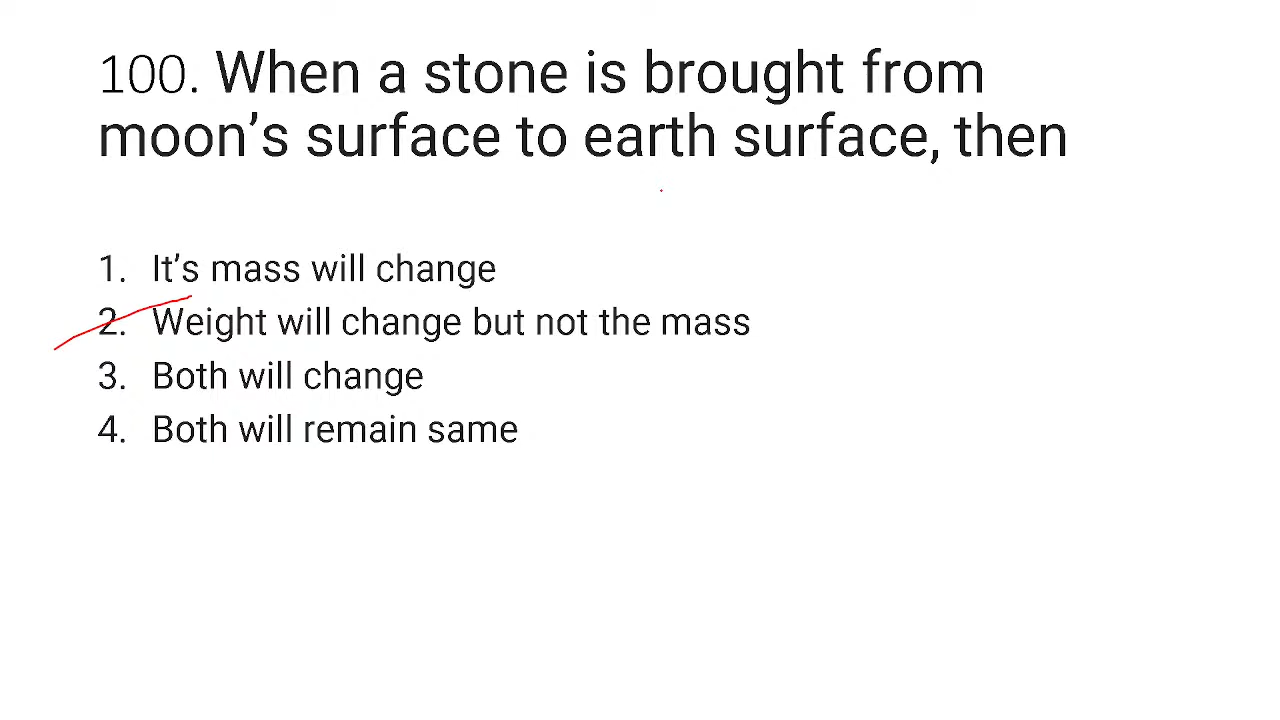 100. When a stone is brought from
moon’s surface to earth surface, then
1. It’s mass will change
2. Weight will change but not the mass
3. Both will change
4. Both will remain same